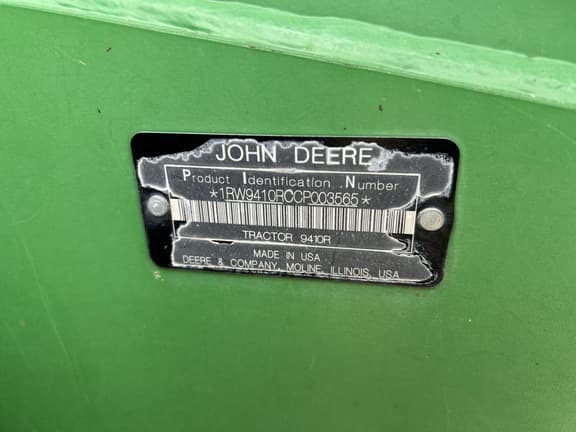 JOHN DEERE
Product Identification Number
*1RW9410RCCP003565*
TRACTOR 9410R
MADE IN USA
DEERE & COMPANY, MOLINE, ILLINOIS, USA